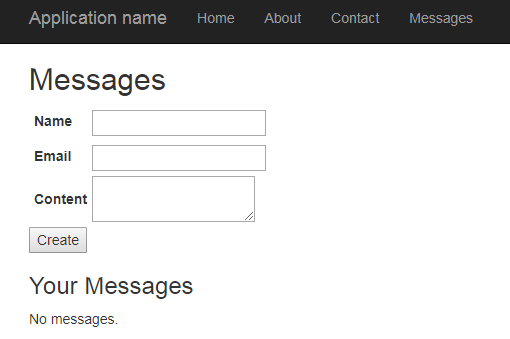 Application name Home About Contact Messages
Messages
Name
Email
Content
Create
Your Messages
No messages.